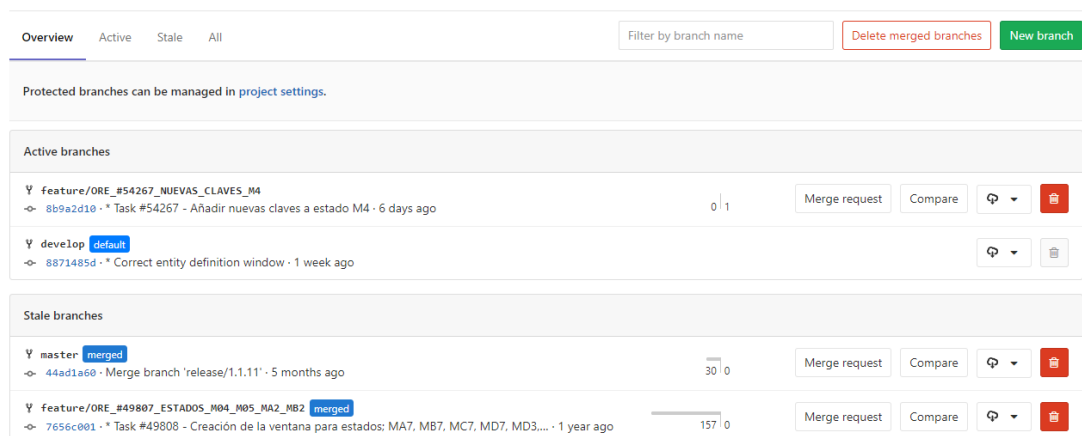 Overview Active Stale All Filter by branch name Delete merged branches New branch
Protected branches can be managed in project settings.
Active branches
feature/ORE_#54267_NUEVAS_CLAVES_M4
8b9a2d10 · * Task #54267 - Añadir nuevas claves a estado M4 · 6 days ago 0 1 Merge request Compare
develop default
8871485d · * Correct entity definition window · 1 week ago
Stale branches
master merged
44ad1a60 · Merge branch 'release/1.1.11' · 5 months ago 30 0 Merge request Compare
feature/ORE_#49807_ESTADOS_M04_M05_MA2_MB2 merged
7656c001 · * Task #49808 - Creación de la ventana para estados; MA7, MB7, MC7, MD7, MD3,... · 1 year ago 157 0 Merge request Compare